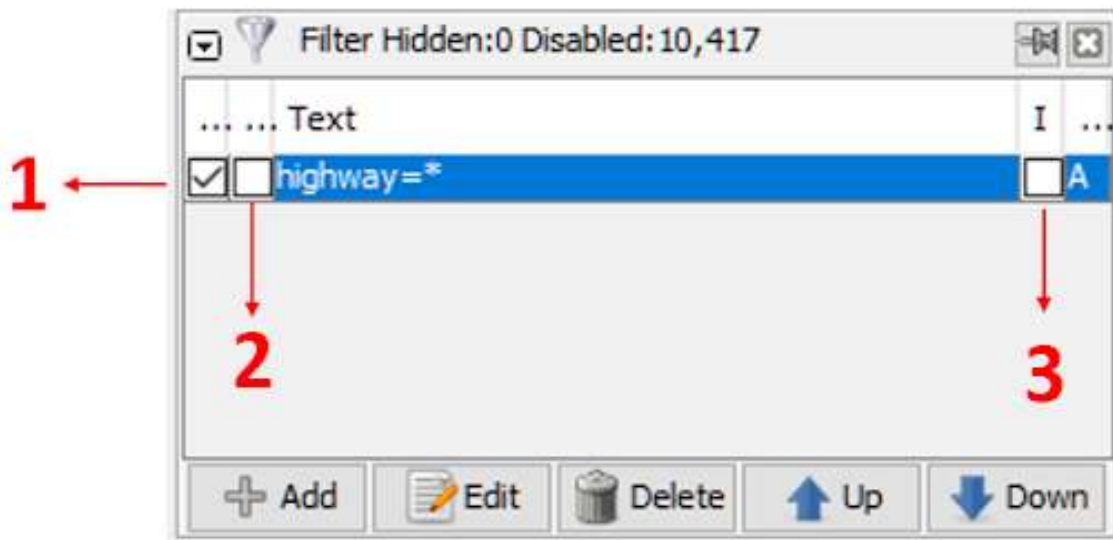 Filter Hidden:0 Disabled:10,417
... ... Text I ...
1 highway=* A
2 3
Add Edit Delete Up Down